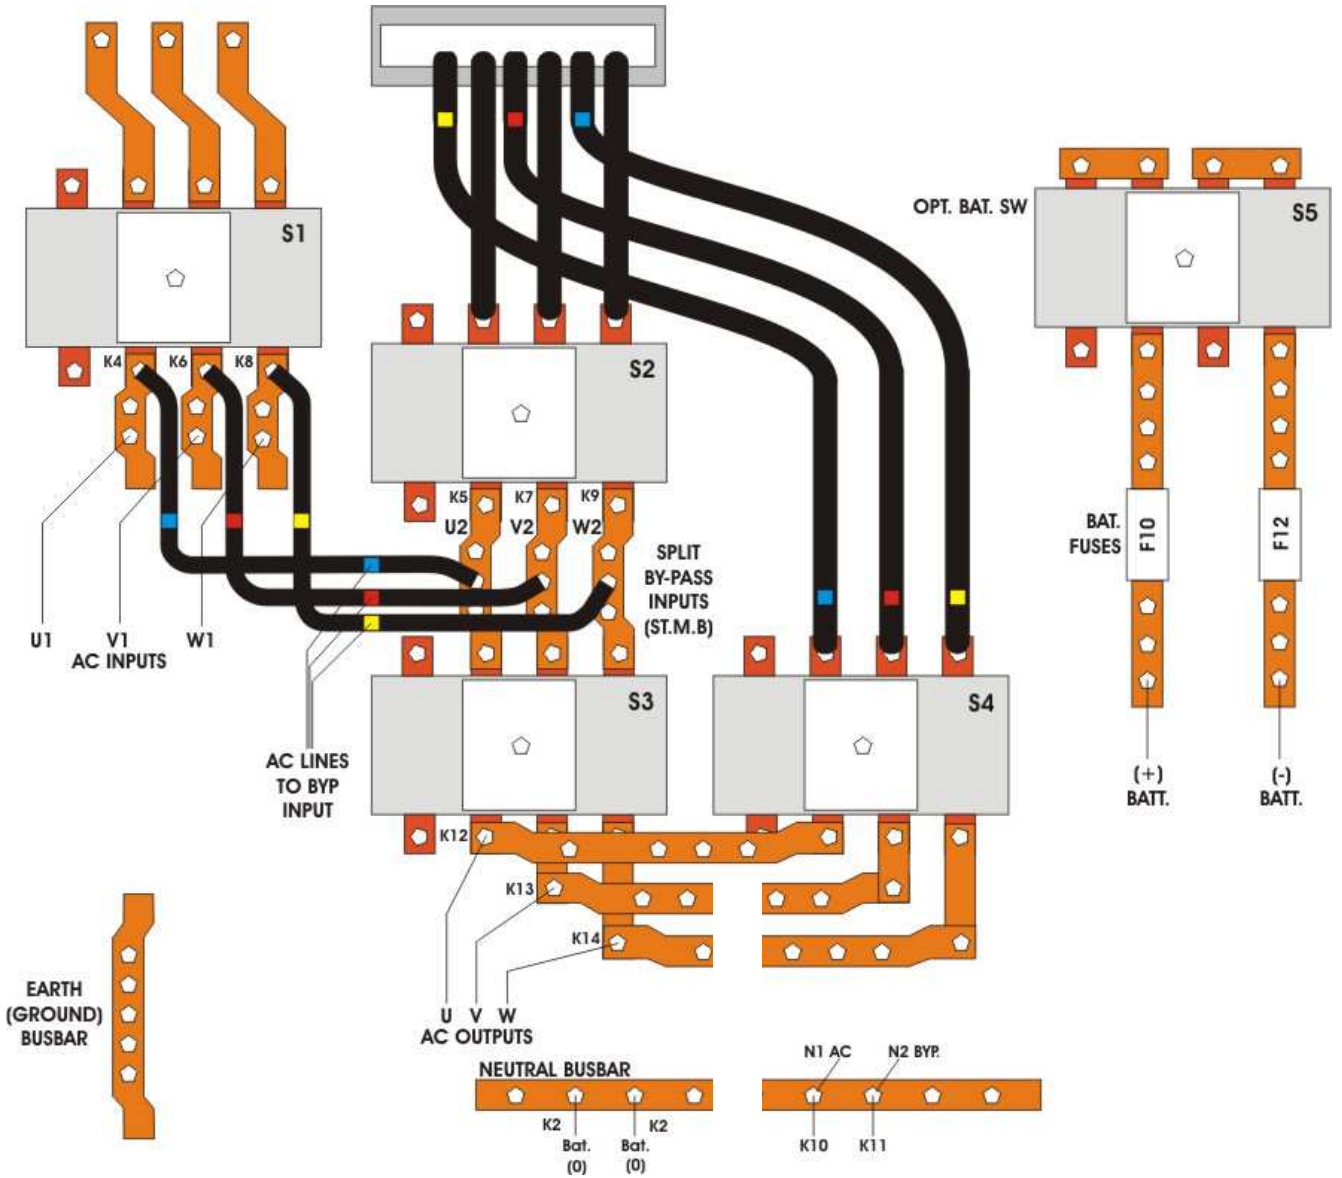 S1
OPT. BAT. SW
S5
K4
K6
K8
S2
K5
K7
K9
U2
V2
W2
BAT.
FUSES
F10
F12
SPLIT
BY-PASS
INPUTS
(ST.M.B)
U1
V1
W1
AC INPUTS
S3
S4
AC LINES
TO BYP
INPUT
(+)
BATT.
(-)
BATT.
K12
K13
K14
EARTH
(GROUND)
BUSBAR
U V W
AC OUTPUTS
NEUTRAL BUSBAR
N1 AC
N2 BYP.
K2
K2
Bat.
(0)
Bat.
(0)
K10
K11